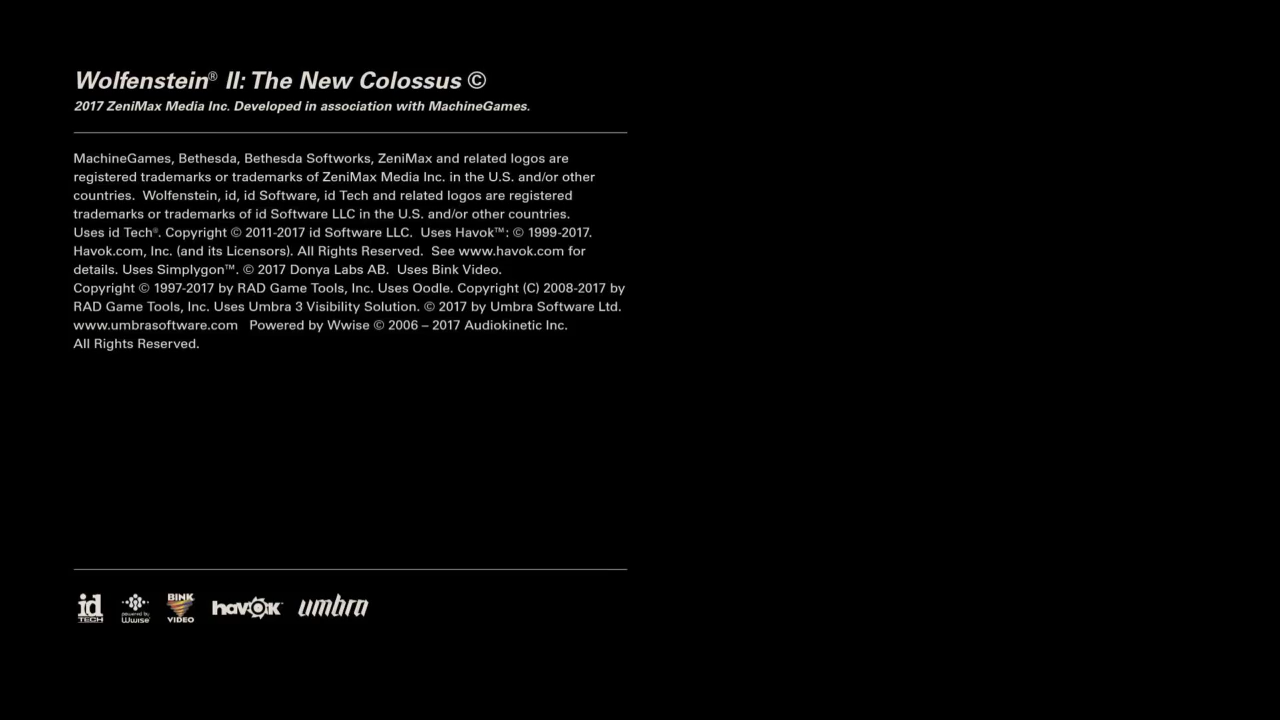 Wolfenstein® II: The New Colossus ©
2017 ZeniMax Media Inc. Developed in association with MachineGames.
MachineGames, Bethesda, Bethesda Softworks, ZeniMax and related logos are
registered trademarks or trademarks of ZeniMax Media Inc. in the U.S. and/or other
countries.  Wolfenstein, id, id Software, id Tech and related logos are registered
trademarks or trademarks of id Software LLC in the U.S. and/or other countries.
Uses id Tech®. Copyright © 2011-2017 id Software LLC.  Uses Havok™: © 1999-2017.
Havok.com, Inc. (and its Licensors). All Rights Reserved.  See www.havok.com for
details. Uses Simplygon™. © 2017 Donya Labs AB.  Uses Bink Video.
Copyright © 1997-2017 by RAD Game Tools, Inc. Uses Oodle. Copyright (C) 2008-2017 by
RAD Game Tools, Inc. Uses Umbra 3 Visibility Solution. © 2017 by Umbra Software Ltd.
www.umbrasoftware.com   Powered by Wwise © 2006 – 2017 Audiokinetic Inc.
All Rights Reserved.
id TECH
powered by Wwise
BINK VIDEO
havok
umbra